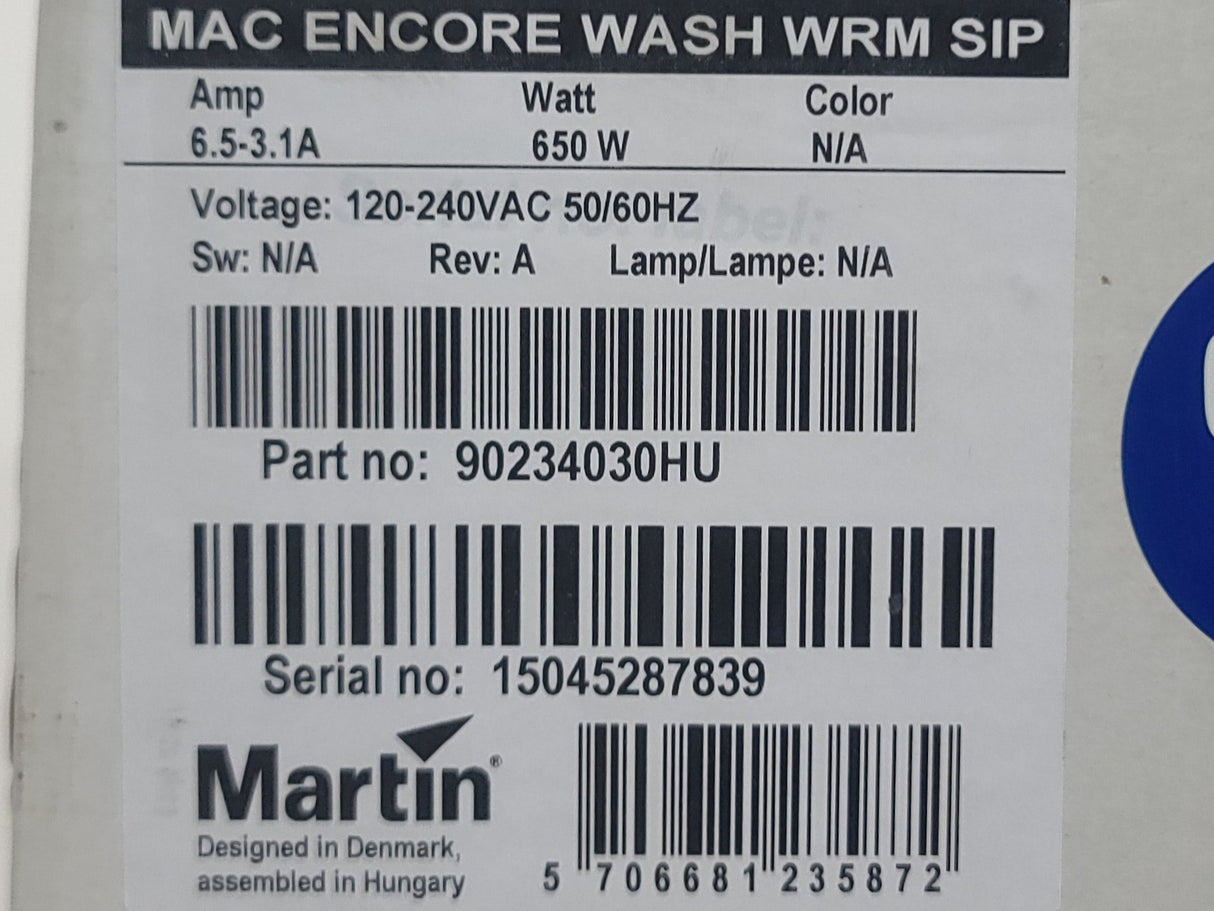 MAC ENCORE WASH WRM SIP
Amp Watt Color
6.5-3.1A 650 W N/A
Voltage: 120-240VAC 50/60HZ
Sw: N/A Rev: A Lamp/Lampe: N/A
Part no: 90234030HU
Serial no: 15045287839
Martin®
Designed in Denmark,
assembled in Hungary
5 706681 235872